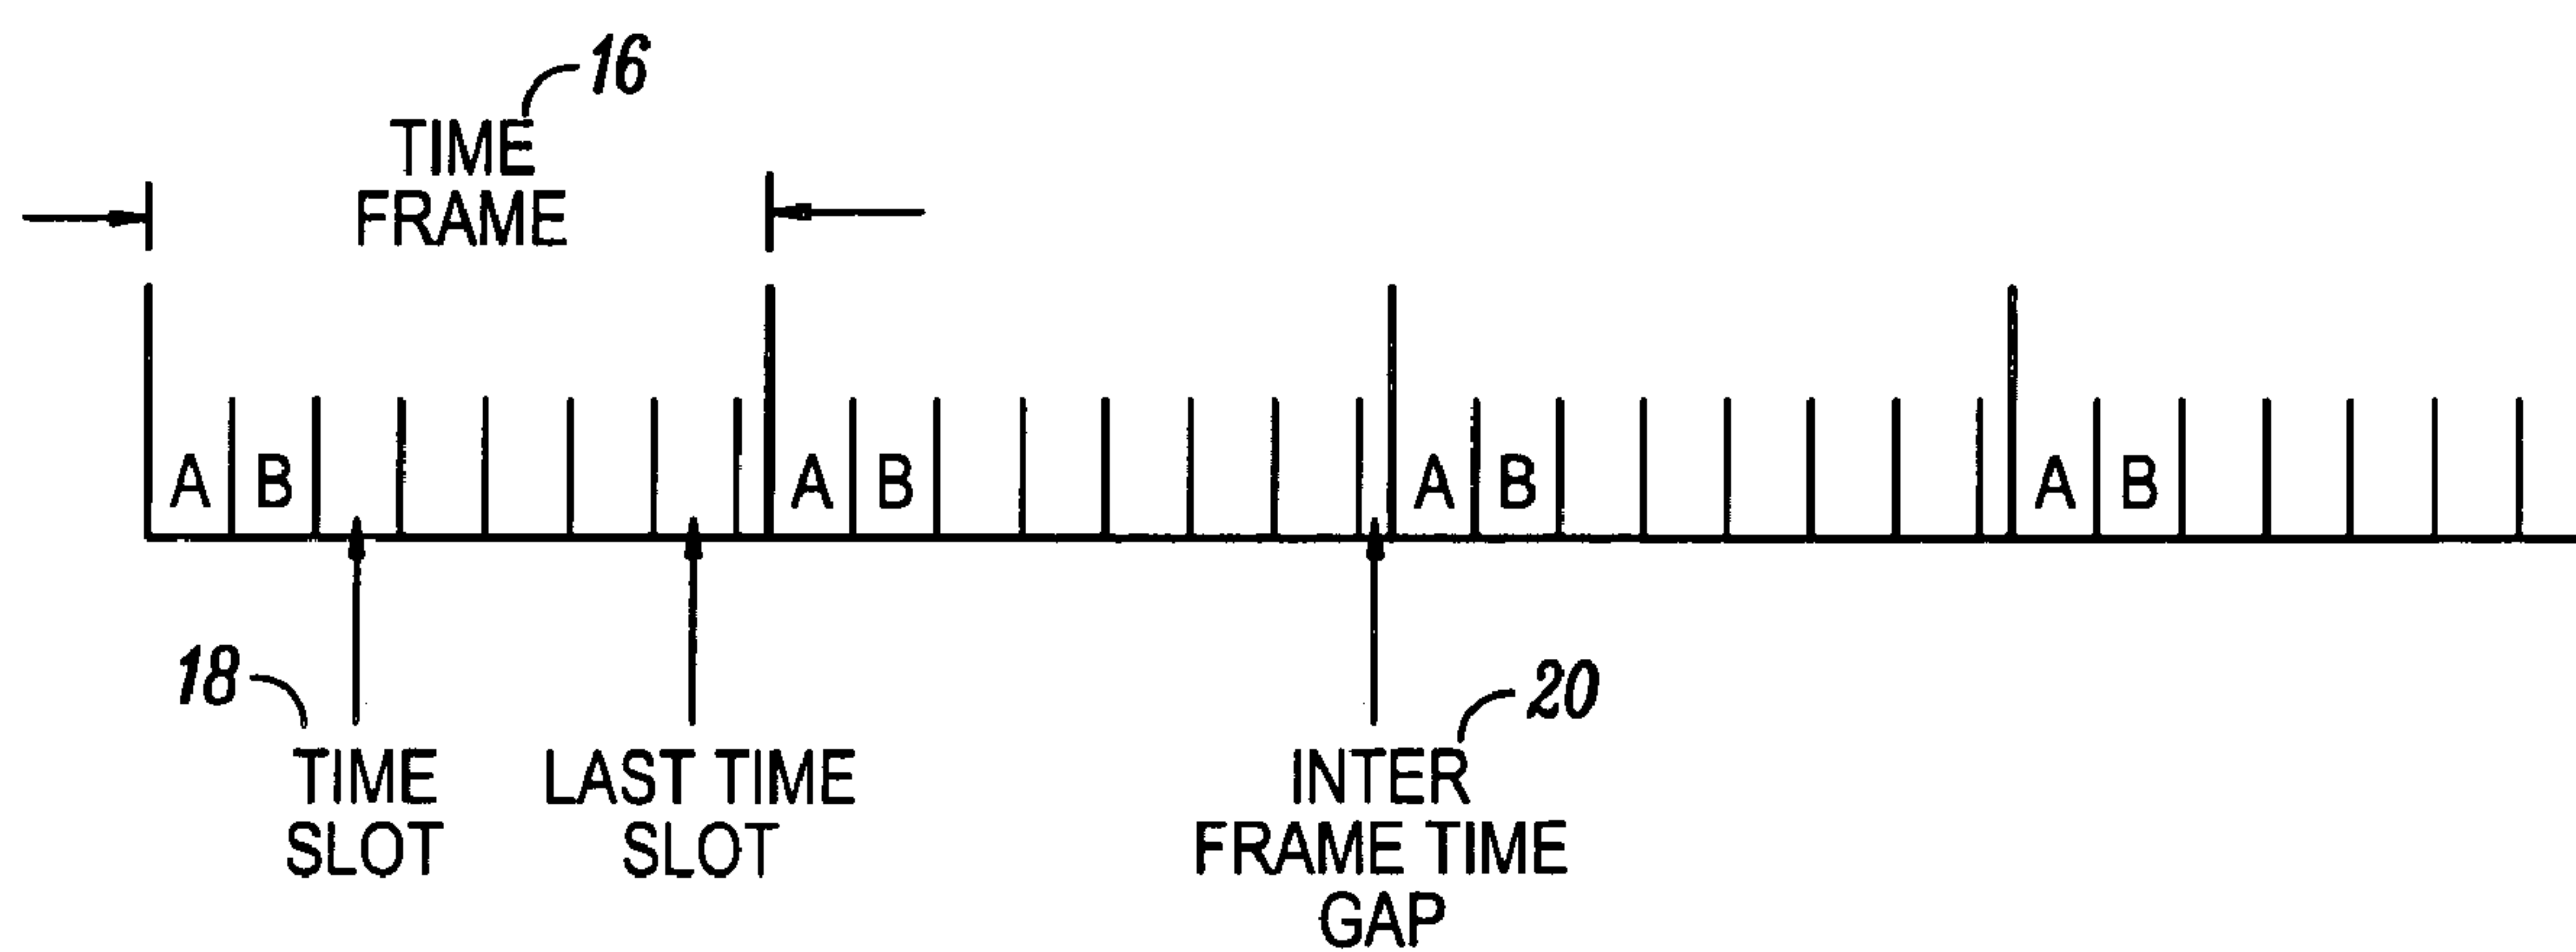 16
TIME
FRAME
A B A B A B A B
18
20
TIME
SLOT
LAST TIME
SLOT
INTER
FRAME TIME
GAP